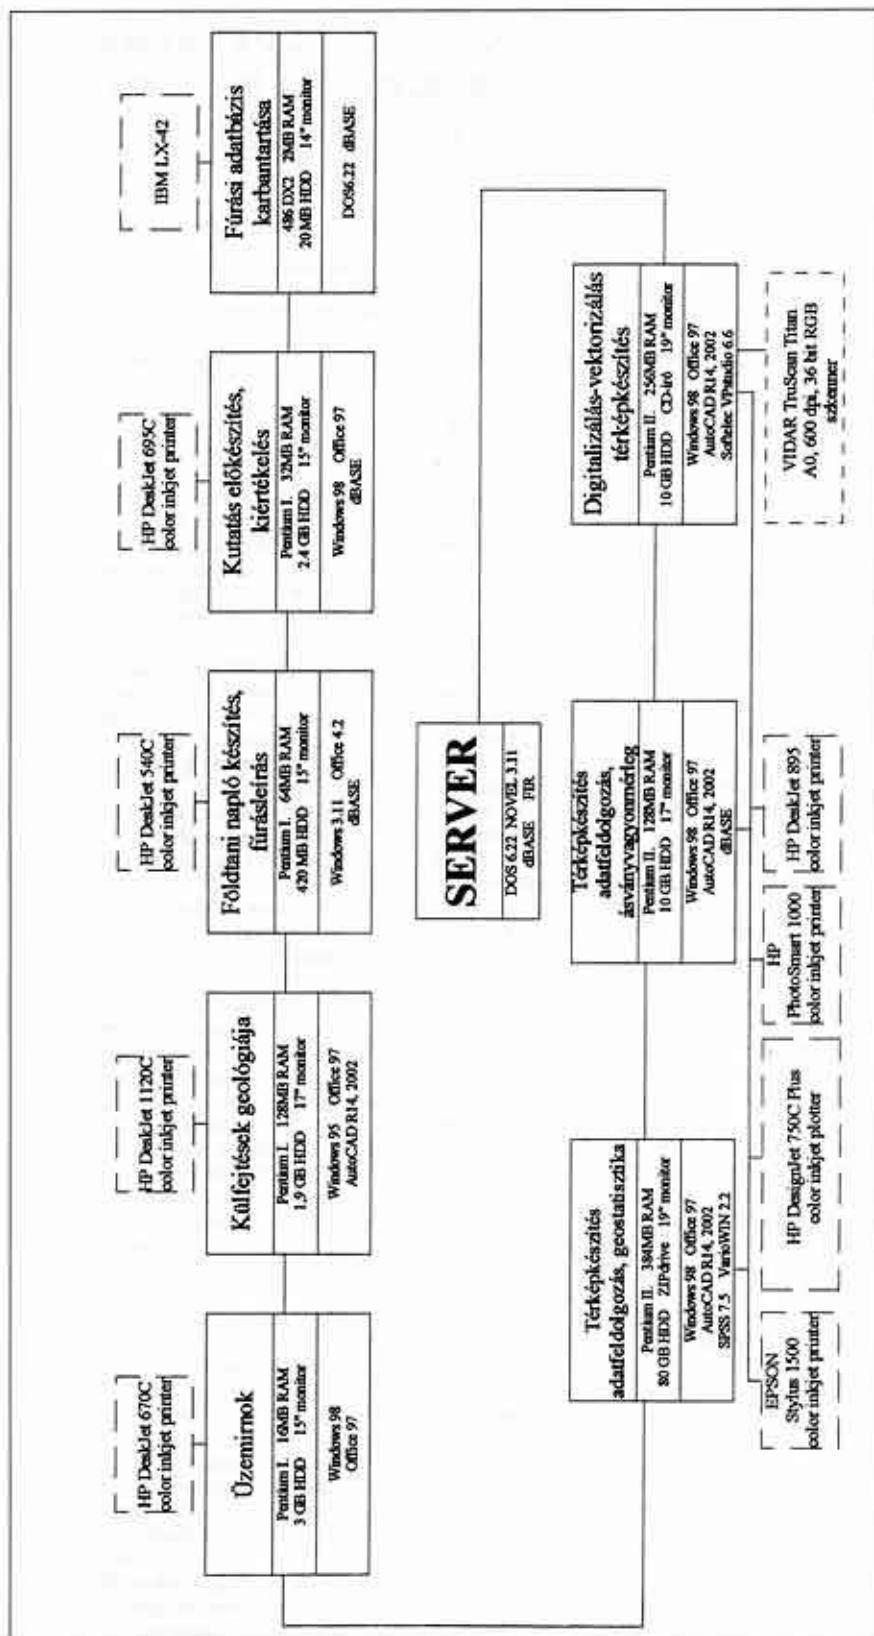 HP DeskJet 670C
color inkjet printer
Üzemirnok
Pentium I. 16MB RAM
3 GB HDD 15" monitor
Windows 98
Office 97
HP DeskJet 1120C
color inkjet printer
Külfejtések geológiája
Pentium I. 128MB RAM
1,9 GB HDD 17" monitor
Windows 95 Office 97
AutoCAD R14, 2002
HP DeskJet 540C
color inkjet printer
Földtani napló készítés,
fúrásleírás
Pentium I. 64MB RAM
420 MB HDD 15" monitor
Windows 3.11 Office 4.2
dBASE
HP DeskJet 695C
color inkjet printer
Kutatás előkészítés,
kiértékelés
Pentium I. 32MB RAM
2.4 GB HDD 15" monitor
Windows 98 Office 97
dBASE
IBM LX-42
Fúrási adatbázis
karbantartása
486 DX2 2MB RAM
20 MB HDD 14" monitor
DOS6.22 dBASE
SERVER
DOS 6.22 NOVEL 3.11
dBASE FIR
Térképkészítés
adatfeldolgozás, geostatisztika
Pentium II. 384MB RAM
80 GB HDD ZIPdrive 19" monitor
Windows 98 Office 97
AutoCAD R14, 2002
SPSS 7.5 VarioWIN 2.2
Térképkészítés
adatfeldolgozás,
ásványvagyonmérleg
Pentium II. 128MB RAM
10 GB HDD 17" monitor
Windows 98 Office 97
AutoCAD R14, 2002
dBASE
Digitalizálás-vektorizálás
térképkészítés
Pentium II. 256MB RAM
10 GB HDD CD-író 19" monitor
Windows 98 Office 97
AutoCAD R14, 2002
Softelec VPstudio 6.6
EPSON
Stylus 1500
color inkjet printer
HP DesignJet 750C Plus
color inkjet plotter
HP
PhotoSmart 1000
color inkjet printer
HP DeskJet 895
color inkjet printer
VIDAR TruScan Titan
A0, 600 dpi, 36 bit RGB
szkenner